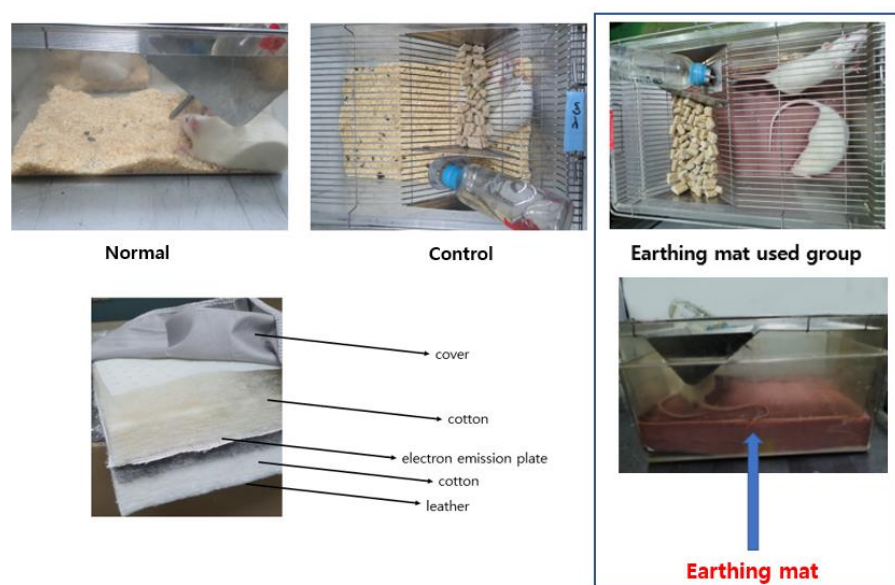 Normal
Control
Earthing mat used group
cover
cotton
electron emission plate
cotton
leather
Earthing mat